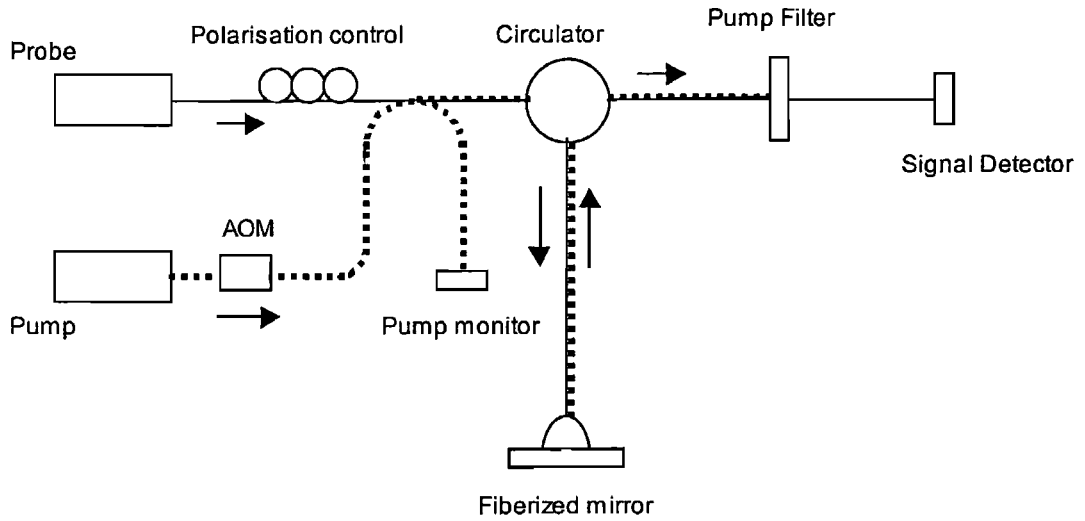 Pump Filter
Polarisation control
Circulator
Probe
Signal Detector
AOM
Pump
Pump monitor
Fiberized mirror